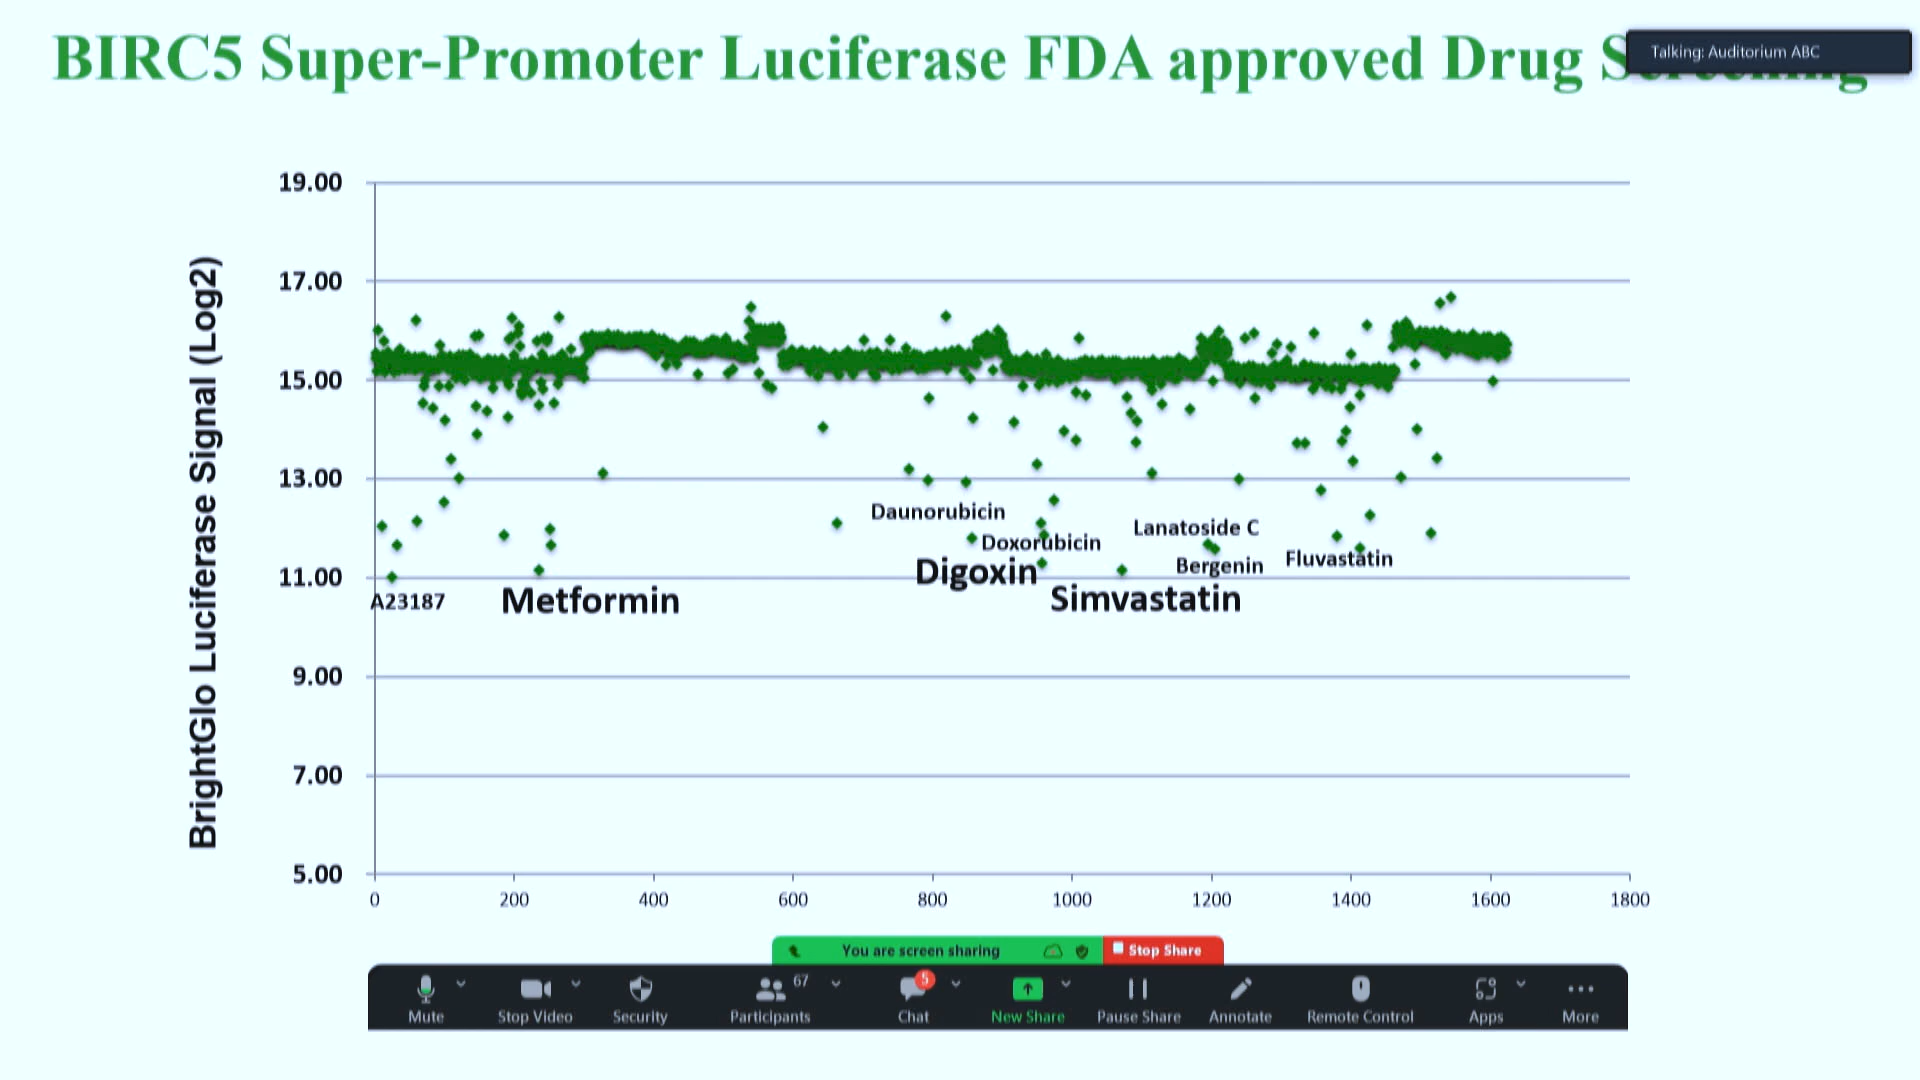 BIRC5 Super-Promoter Luciferase FDA approved Drug
Talking: Auditorium ABC
BrightGlo Luciferase Signal (Log2)
19.00
17.00
15.00
13.00
11.00
9.00
7.00
5.00
Daunorubicin
Doxorubicin
Lanatoside C
Digoxin
Bergenin
Fluvastatin
A23187
Metformin
Simvastatin
0 200 400 600 800 1000 1200 1400 1600 1800
You are screen sharing
Stop Share
67
5
Mute
Stop Video
Security
Participants
Chat
New Share
Pause Share
Annotate
Remote Control
Apps
More